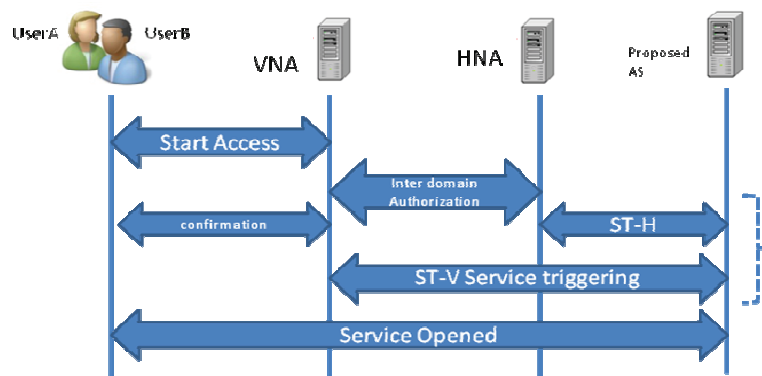 UserA
UserB
VNA
HNA
Proposed
AS
Start Access
Inter domain
Authorization
confirmation
ST-H
ST-V Service triggering
Service Opened